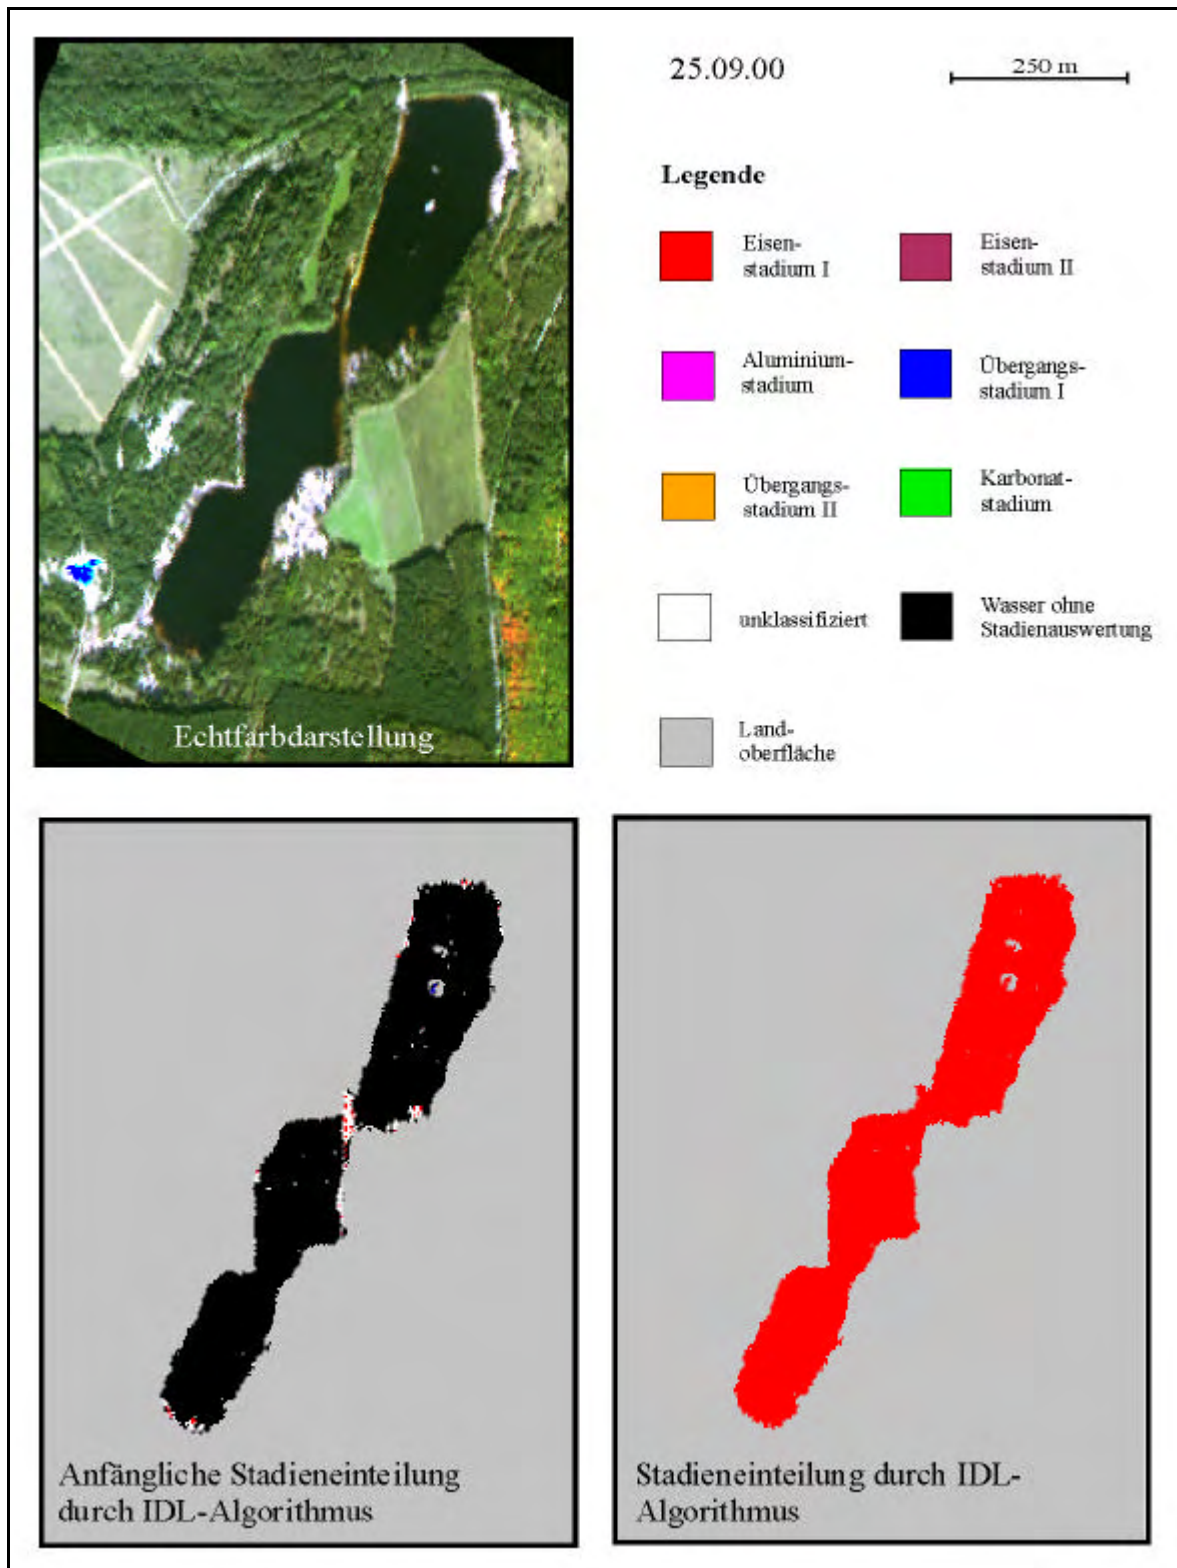 25.09.00
250 m
Legende
Eisen-
stadium I
Eisen-
stadium II
Aluminium-
stadium
Übergangs-
stadium I
Übergangs-
stadium II
Karbonat-
stadium
unklassifiziert
Wasser ohne
Stadienauswertung
Land-
oberfläche
Echtfarbdarstellung
Anfängliche Stadieneinteilung
durch IDL-Algorithmus
Stadieneinteilung durch IDL-
Algorithmus